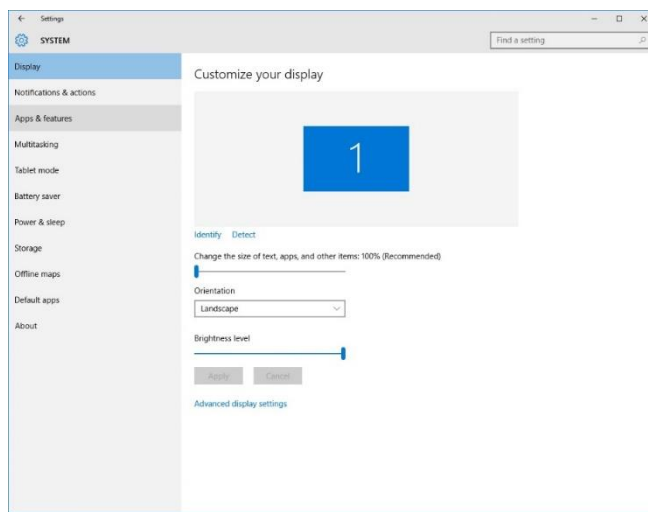 Settings
SYSTEM
Find a setting
Display
Notifications & actions
Apps & features
Multitasking
Tablet mode
Battery saver
Power & sleep
Storage
Offline maps
Default apps
About
Customize your display
1
Identify Detect
Change the size of text, apps, and other items: 100% (Recommended)
Orientation
Landscape
Brightness level
Apply Cancel
Advanced display settings